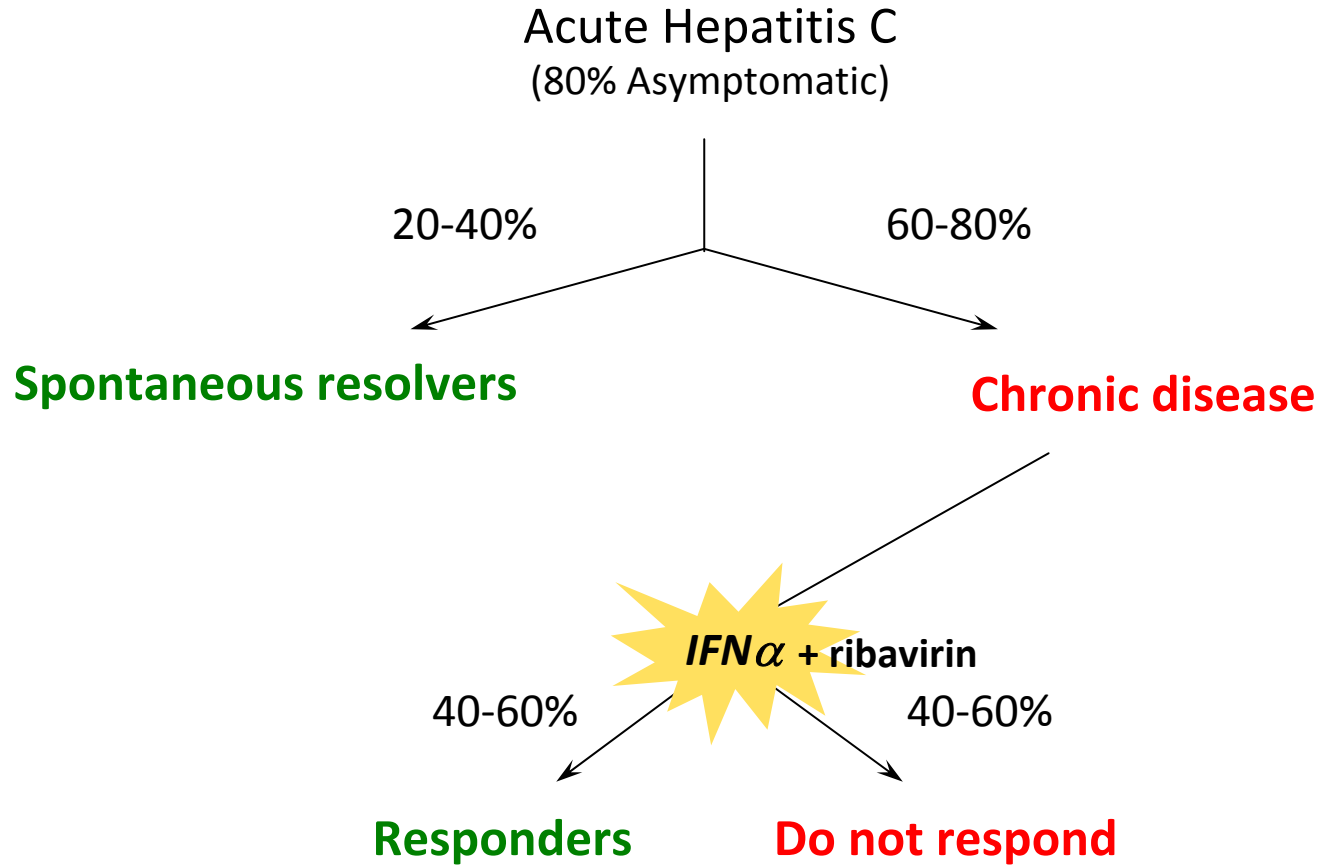 Acute Hepatitis C
(80% Asymptomatic)
20-40%
60-80%
Spontaneous resolvers
Chronic disease
IFNα + ribavirin
40-60%
40-60%
Responders
Do not respond